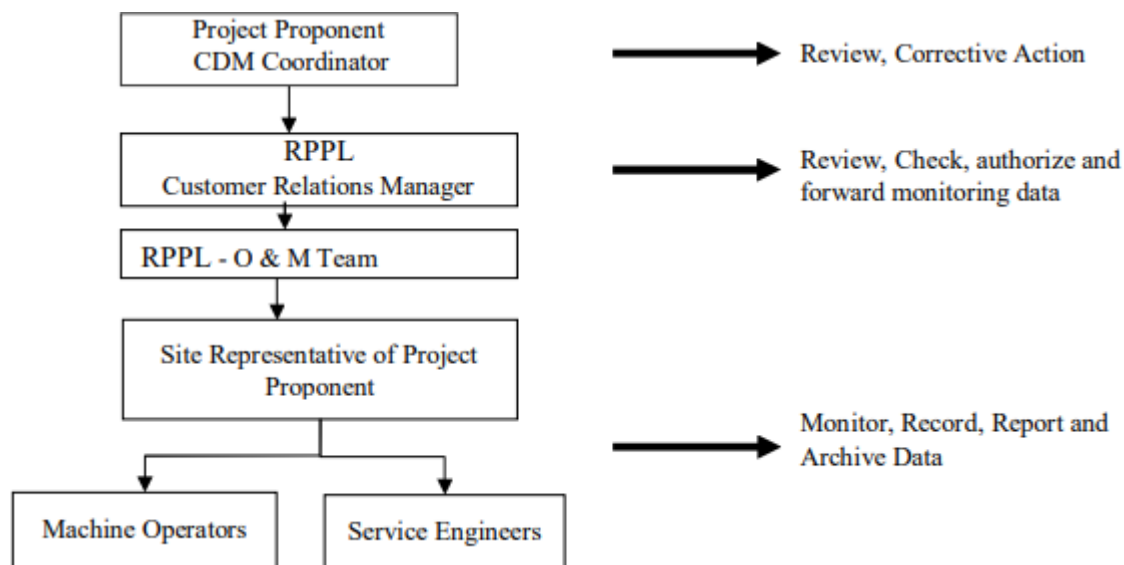 Project Proponent
CDM Coordinator
Review, Corrective Action
RPPL
Customer Relations Manager
Review, Check, authorize and
forward monitoring data
RPPL - O & M Team
Site Representative of Project
Proponent
Monitor, Record, Report and
Archive Data
Machine Operators
Service Engineers